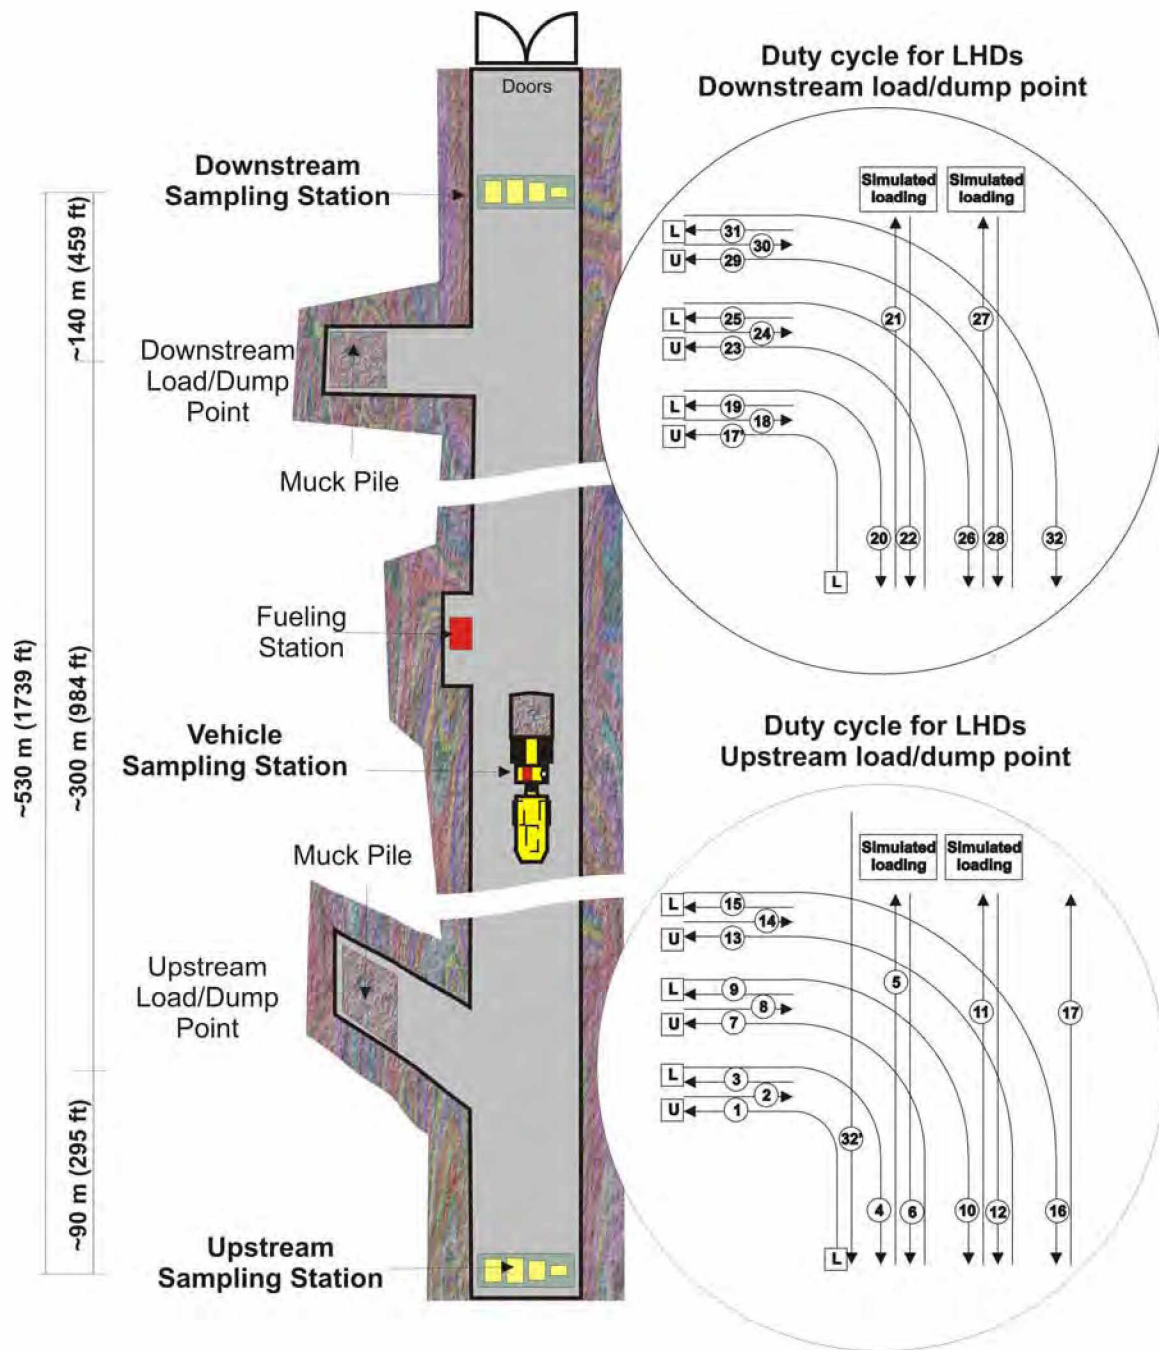 Doors
Downstream
Sampling Station
~140 m (459 ft)
Downstream
Load/Dump
Point
Muck Pile
Fueling
Station
~530 m (1739 ft)
~300 m (984 ft)
Vehicle
Sampling Station
Muck Pile
Upstream
Load/Dump
Point
~90 m (295 ft)
Upstream
Sampling Station
Duty cycle for LHDs
Downstream load/dump point
Simulated
loading
Simulated
loading
L
31
30
U
29
L
25
24
U
23
21
27
L
19
18
U
17'
20
22
26
28
32
L
Duty cycle for LHDs
Upstream load/dump point
Simulated
loading
Simulated
loading
L
15
14
U
13
L
9
8
U
7
5
11
17
L
3
2
U
1
32'
4
6
10
12
16
L